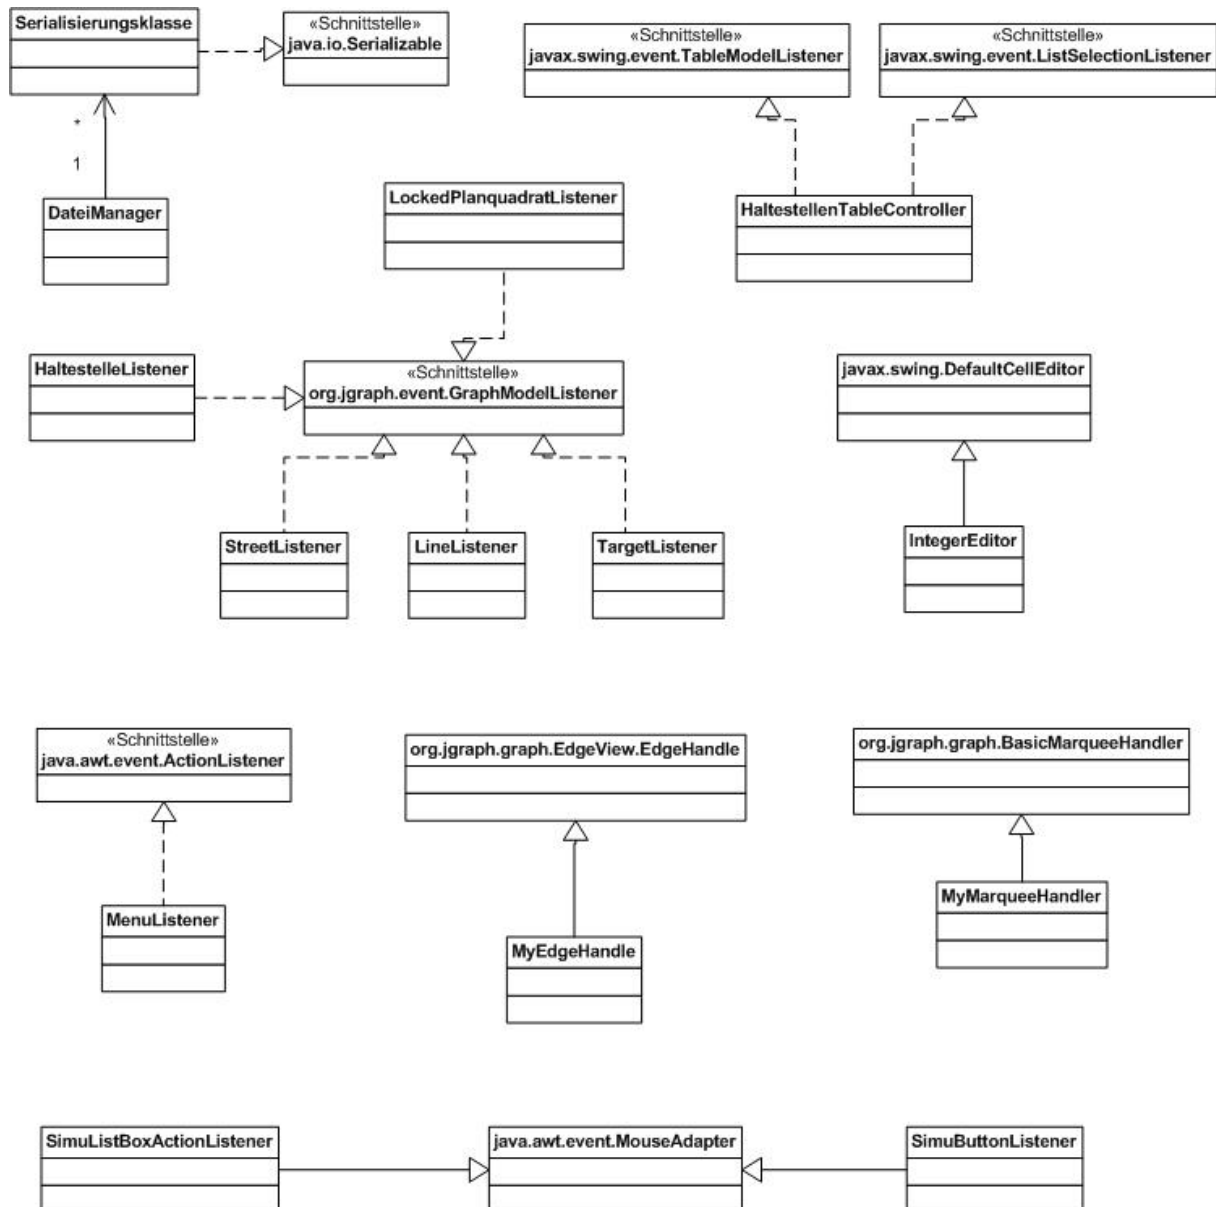 Serialisierungsklasse
«Schnittstelle»
java.io.Serializable
«Schnittstelle»
javax.swing.event.TableModelListener
«Schnittstelle»
javax.swing.event.ListSelectionListener
*
1
DateiManager
LockedPlanquadratListener
HaltestellenTableController
HaltestelleListener
«Schnittstelle»
org.jgraph.event.GraphModelListener
javax.swing.DefaultCellEditor
StreetListener
LineListener
TargetListener
IntegerEditor
«Schnittstelle»
java.awt.event.ActionListener
org.jgraph.graph.EdgeView.EdgeHandle
org.jgraph.graph.BasicMarqueeHandler
MenuListener
MyEdgeHandle
MyMarqueeHandler
SimuListBoxActionListener
java.awt.event.MouseAdapter
SimuButtonListener